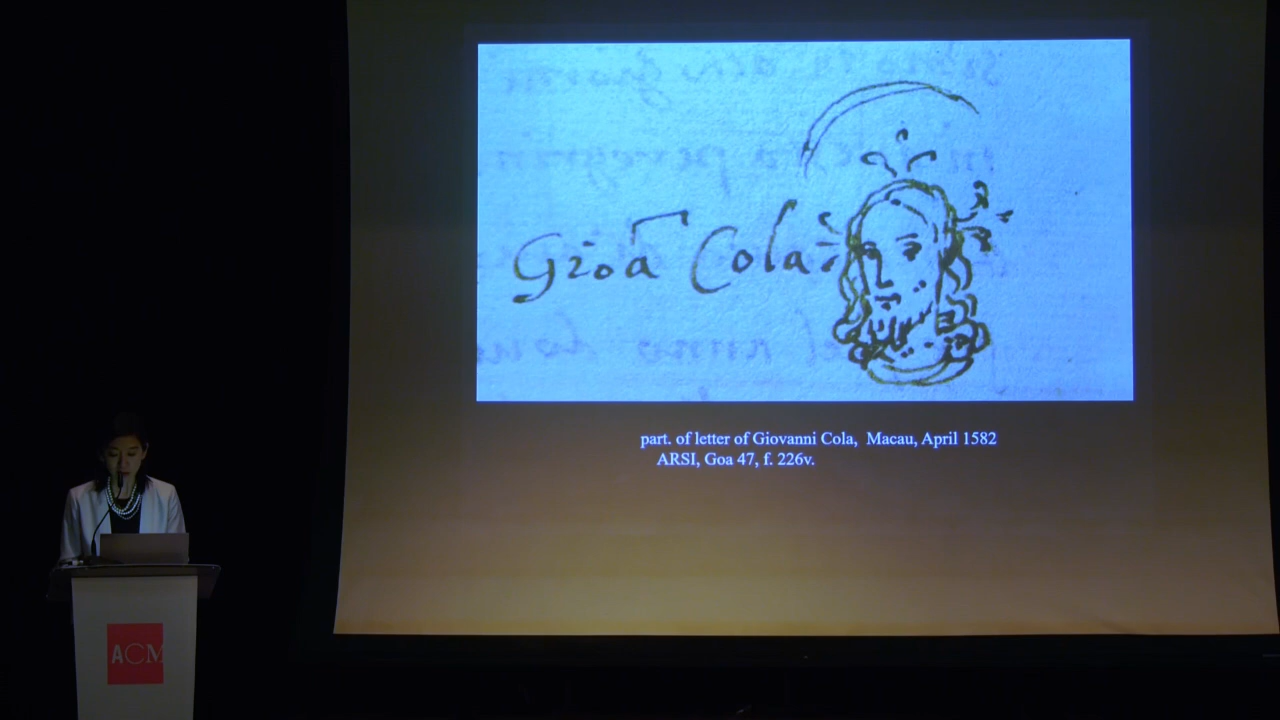 Gioã Cola
part. of letter of Giovanni Cola, Macau, April 1582
ARSI, Goa 47, f. 226v.
ACM